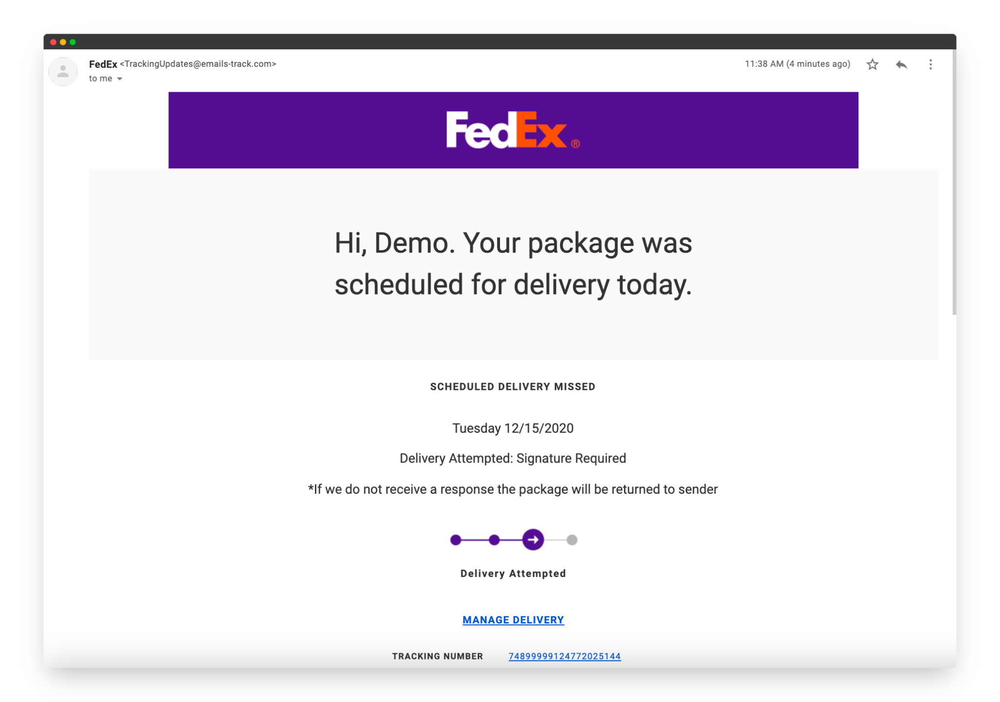 FedEx <TrackingUpdates@emails-track.com>
11:38 AM (4 minutes ago)
to me
FedEx®
Hi, Demo. Your package was
scheduled for delivery today.
SCHEDULED DELIVERY MISSED
Tuesday 12/15/2020
Delivery Attempted: Signature Required
*If we do not receive a response the package will be returned to sender
Delivery Attempted
MANAGE DELIVERY
TRACKING NUMBER 74899999124772025144